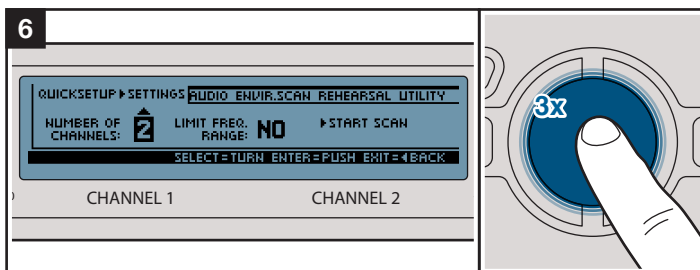 6
QUICKSETUP▶SETTINGS AUDIO ENVIR.SCAN REHEARSAL UTILITY
NUMBER OF CHANNELS: 2
LIMIT FREQ. RANGE: NO
▶START SCAN
SELECT=TURN ENTER=PUSH EXIT=◀BACK
CHANNEL 1 CHANNEL 2
3x